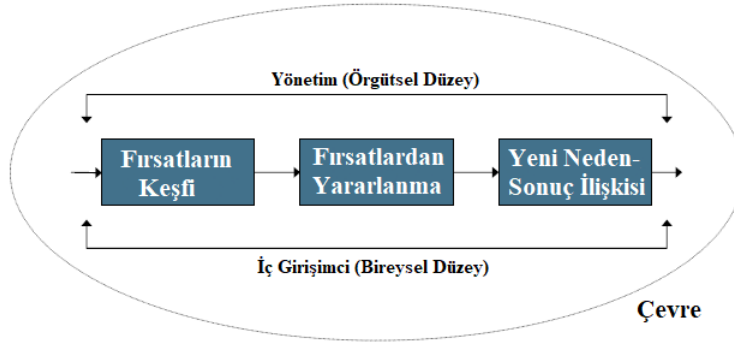 Yönetim (Örgütsel Düzey)
Fırsatların
Keşfi
Fırsatlardan
Yararlanma
Yeni Neden-
Sonuç İlişkisi
İç Girişimci (Bireysel Düzey)
Çevre